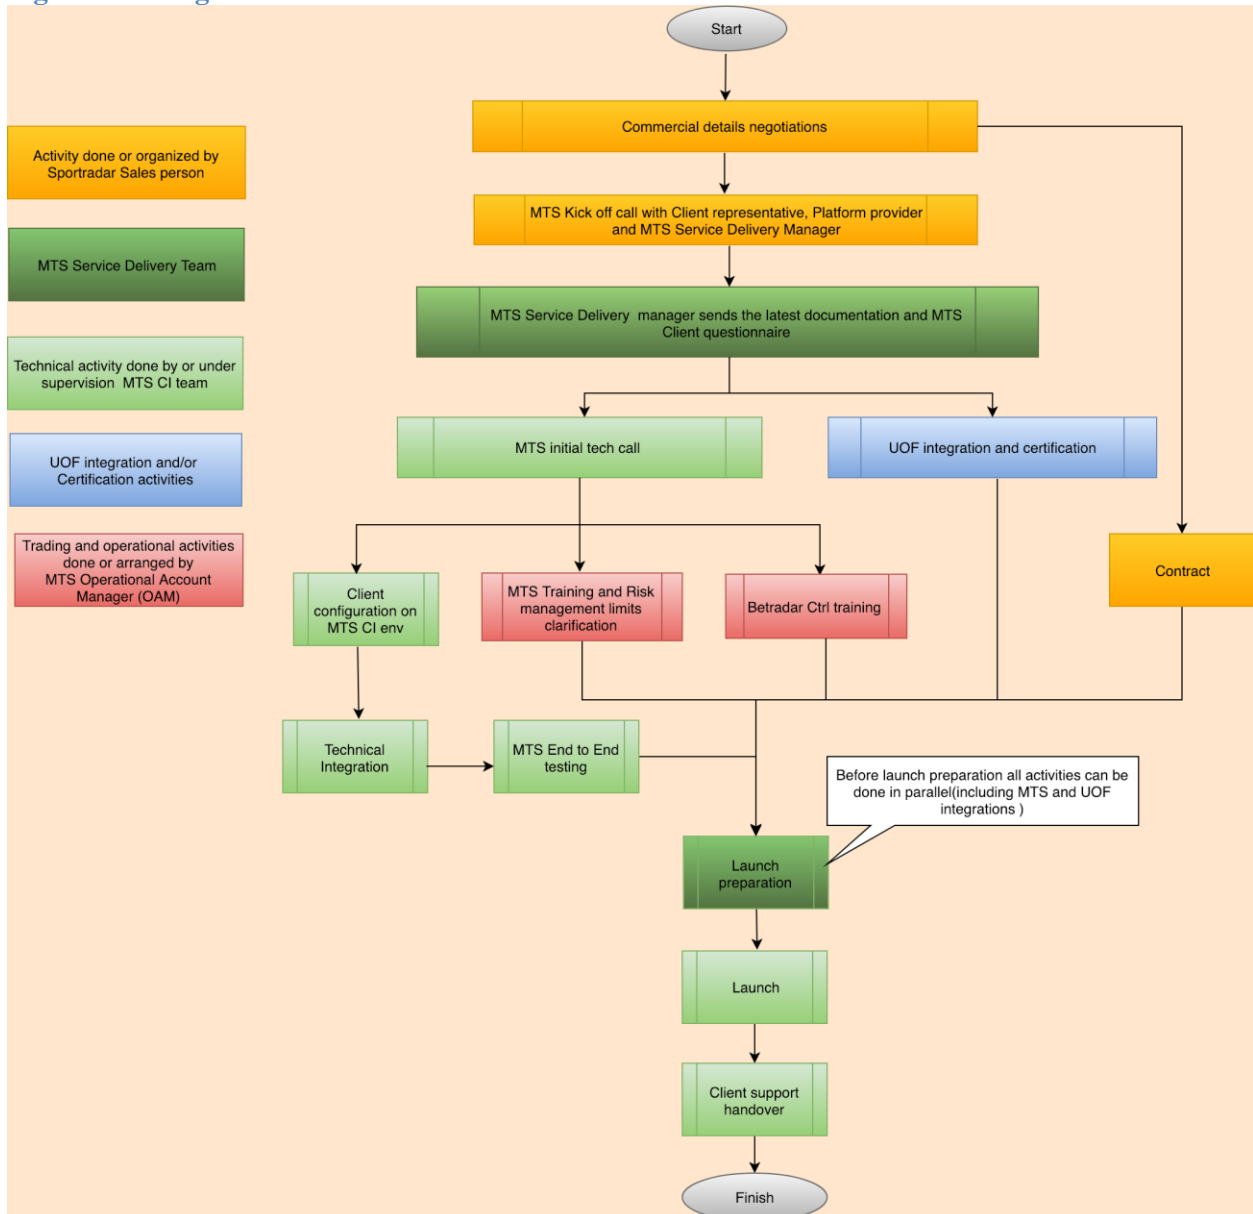 Start
Commercial details negotiations
Activity done or organized by
Sportradar Sales person
MTS Kick off call with Client representative, Platform provider
and MTS Service Delivery Manager
MTS Service Delivery Team
MTS Service Delivery  manager sends the latest documentation and MTS
Client questionnaire
Technical activity done by or under
supervision  MTS CI team
MTS initial tech call
UOF integration and certification
UOF integration and/or
Certification activities
Trading and operational activities
done or arranged by
MTS Operational Account
Manager (OAM)
Client
configuration on
MTS CI env
MTS Training and Risk
management limits
clarification
Betradar Ctrl training
Contract
Technical
Integration
MTS End to End
testing
Before launch preparation all activities can be
done in parallel(including MTS and UOF
integrations )
Launch
preparation
Launch
Client support
handover
Finish